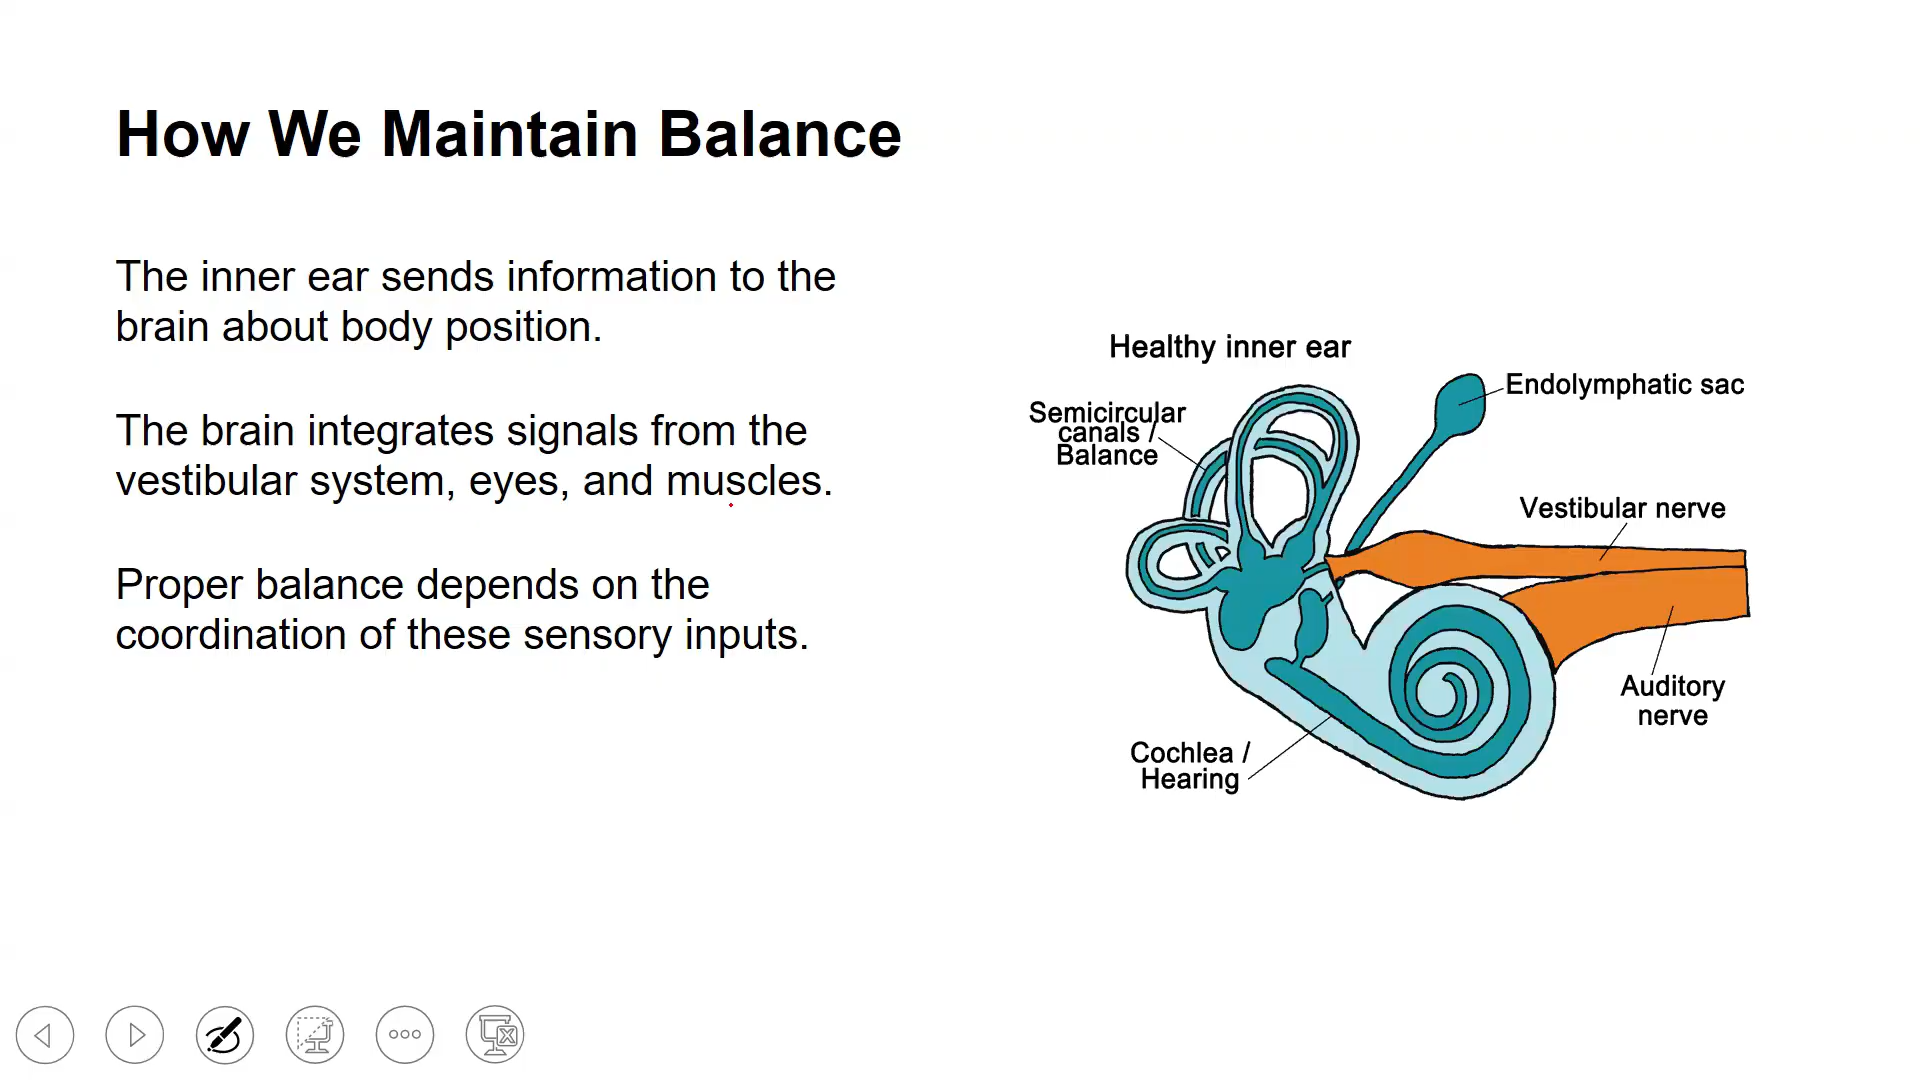 How We Maintain Balance
The inner ear sends information to the
brain about body position.
The brain integrates signals from the
vestibular system, eyes, and muscles.
Proper balance depends on the
coordination of these sensory inputs.
Healthy inner ear
Semicircular
canals /
Balance
Endolymphatic sac
Vestibular nerve
Auditory
nerve
Cochlea /
Hearing